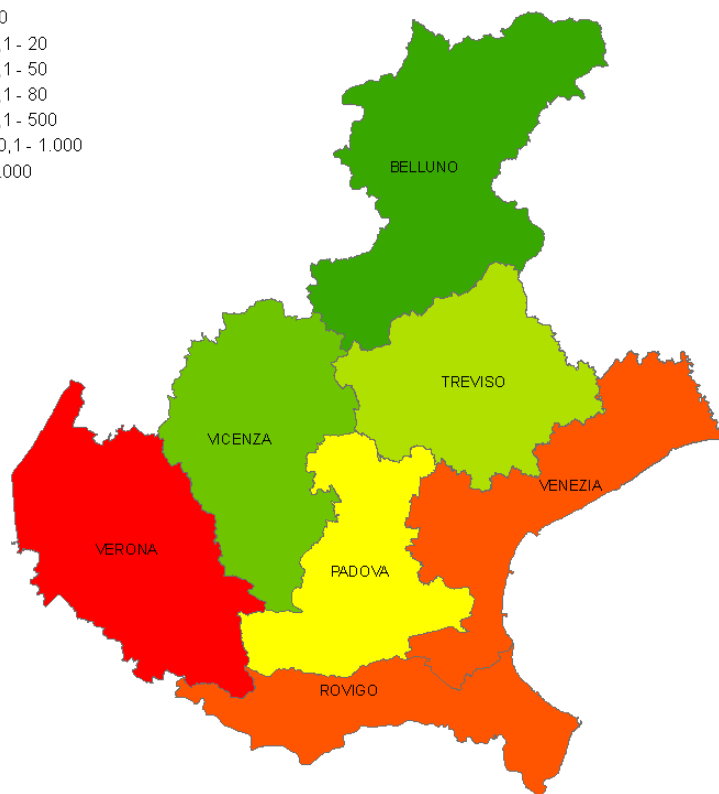 0
,1 - 20
,1 - 50
,1 - 80
,1 - 500
0,1 - 1.000
.000
BELLUNO
TREVISO
VICENZA
VENEZIA
VERONA
PADOVA
ROVIGO